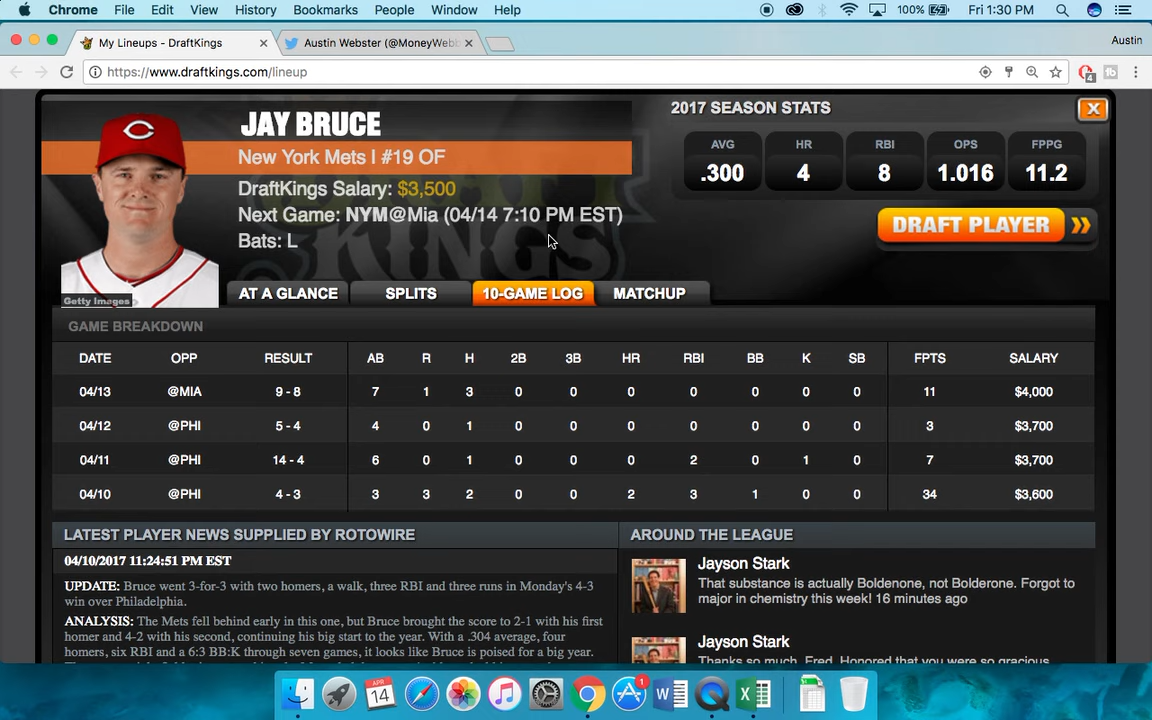 Chrome File Edit View History Bookmarks People Window Help 100% Fri 1:30 PM
My Lineups - DraftKings Austin Webster (@MoneyWebb Austin
https://www.draftkings.com/lineup 4
JAY BRUCE
New York Mets | #19 OF
DraftKings Salary: $3,500
Next Game: NYM@Mia (04/14 7:10 PM EST)
Bats: L
Getty Images
2017 SEASON STATS X
AVG HR RBI OPS FPPG
.300 4 8 1.016 11.2
DRAFT PLAYER
AT A GLANCE SPLITS 10-GAME LOG MATCHUP
GAME BREAKDOWN
DATE OPP RESULT AB R H 2B 3B HR RBI BB K SB FPTS SALARY
04/13 @MIA 9 - 8 7 1 3 0 0 0 0 0 0 0 11 $4,000
04/12 @PHI 5 - 4 4 0 1 0 0 0 0 0 0 0 3 $3,700
04/11 @PHI 14 - 4 6 0 1 0 0 0 2 0 1 0 7 $3,700
04/10 @PHI 4 - 3 3 3 2 0 0 2 3 1 0 0 34 $3,600
LATEST PLAYER NEWS SUPPLIED BY ROTOWIRE
04/10/2017 11:24:51 PM EST
UPDATE: Bruce went 3-for-3 with two homers, a walk, three RBI and three runs in Monday's 4-3
win over Philadelphia.
ANALYSIS: The Mets fell behind early in this one, but Bruce brought the score to 2-1 with his first
homer and 4-2 with his second, continuing his big start to the year. With a .304 average, four
homers, six RBI and a 6:3 BB:K through seven games, it looks like Bruce is poised for a big year.
AROUND THE LEAGUE
Jayson Stark
That substance is actually Boldenone, not Bolderone. Forgot to
major in chemistry this week! 16 minutes ago
Jayson Stark
Thanks so much, Fred. Honored that you were so gracious
APR
14
1